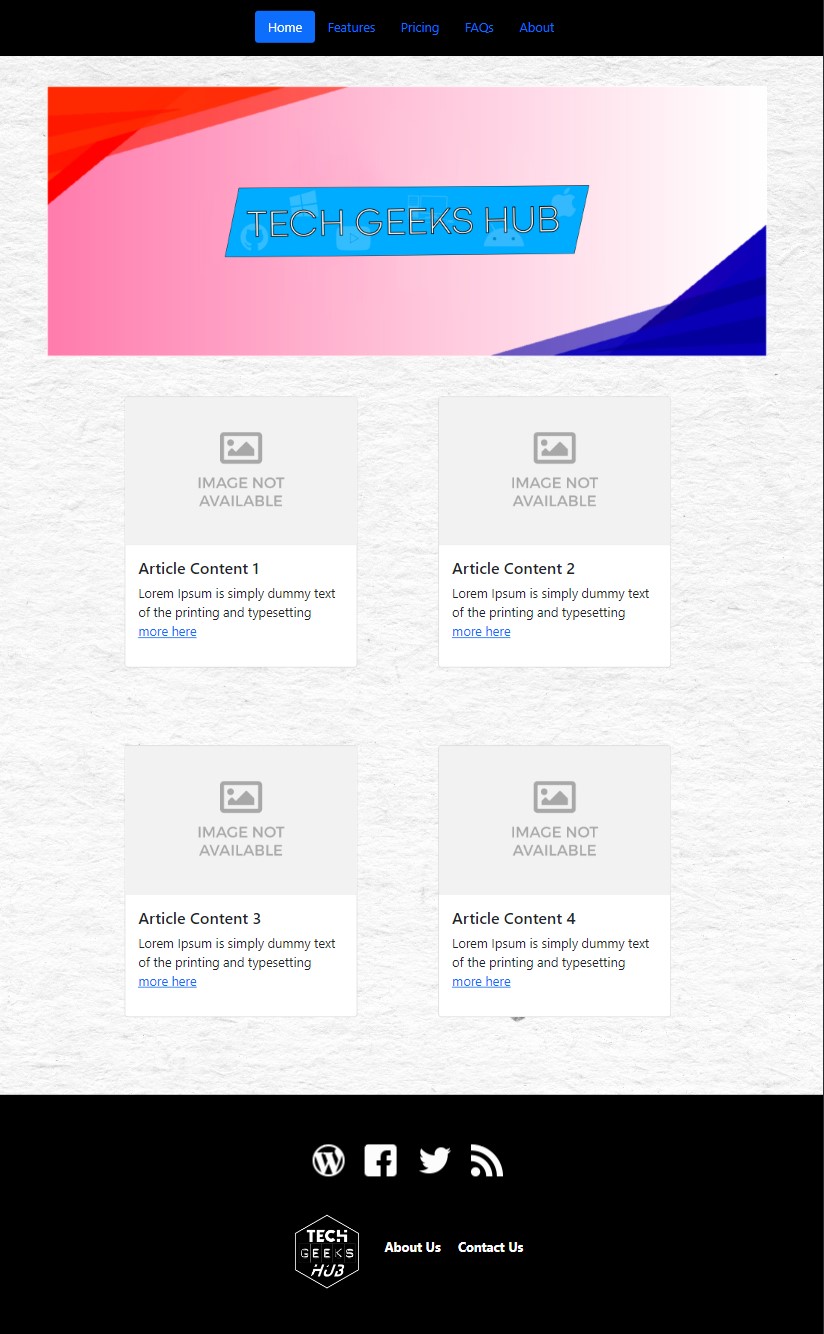 Home Features Pricing FAQs About
TECH GEEKS HUB
IMAGE NOT
AVAILABLE
Article Content 1
Lorem Ipsum is simply dummy text
of the printing and typesetting
more here
IMAGE NOT
AVAILABLE
Article Content 2
Lorem Ipsum is simply dummy text
of the printing and typesetting
more here
IMAGE NOT
AVAILABLE
Article Content 3
Lorem Ipsum is simply dummy text
of the printing and typesetting
more here
IMAGE NOT
AVAILABLE
Article Content 4
Lorem Ipsum is simply dummy text
of the printing and typesetting
more here
TECH
GEEKS
HUB
About Us Contact Us